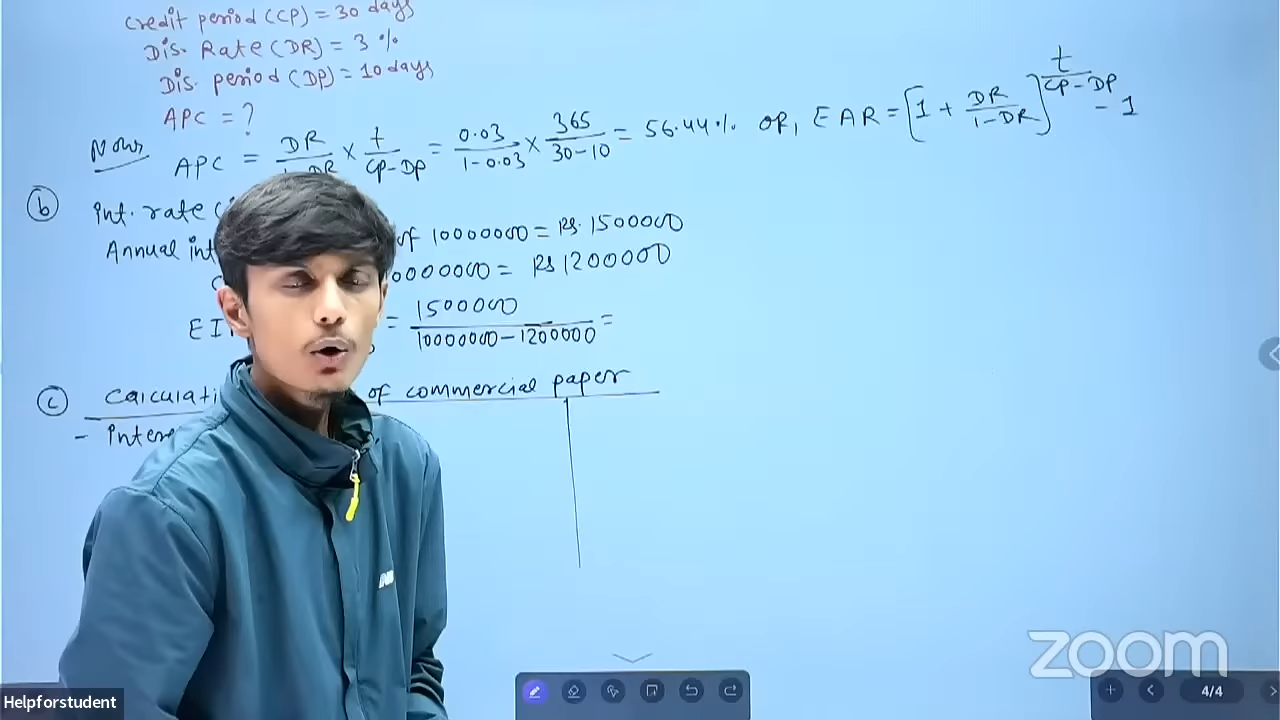 Credit period (CP) = 30 days
Dis. Rate (DR) = 3 %
Dis. period (DP) = 10 days
APC = ?
Now
APC = DR/1-DR × t/CP-DP = 0.03/1-0.03 × 365/30-10 = 56.44% OR, EAR = [1 + DR/1-DR]^t/CP-DP - 1
(b) Int. rate (
Annual int of 10000000 = Rs. 1500000
0000000 = Rs 1200000
EI = 1500000/10000000-1200000 =
(c) Calculati of commercial paper
- Inter
ZOOM
4/4
Helpforstudent